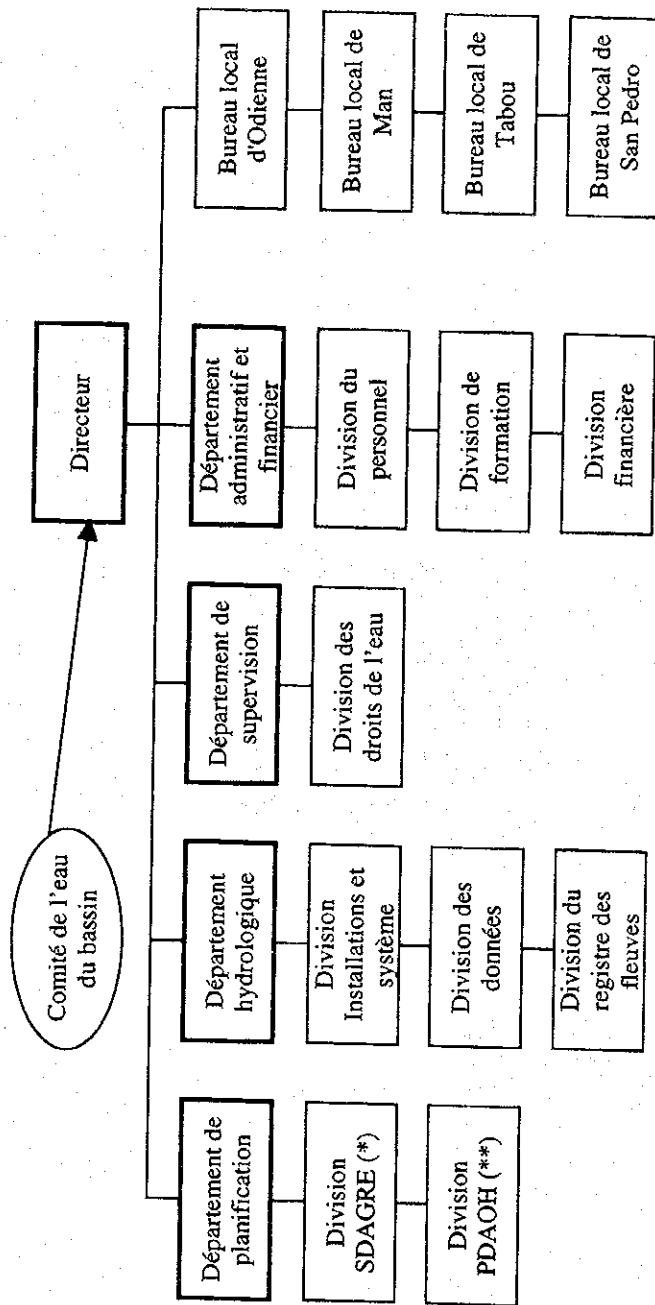 Comité de l'eau
du bassin
Directeur
Département de
planification
Division
SDAGRE (*)
Division
PDAOH (**)
Département
hydrologique
Division
Installations et
système
Division des
données
Division du
registre des
fleuves
Département de
supervision
Division des
droits de l'eau
Département
administratif et
financier
Division du
personnel
Division de
formation
Division
financière
Bureau local
d'Odienne
Bureau local de
Man
Bureau local de
Tabou
Bureau local de
San Pedro